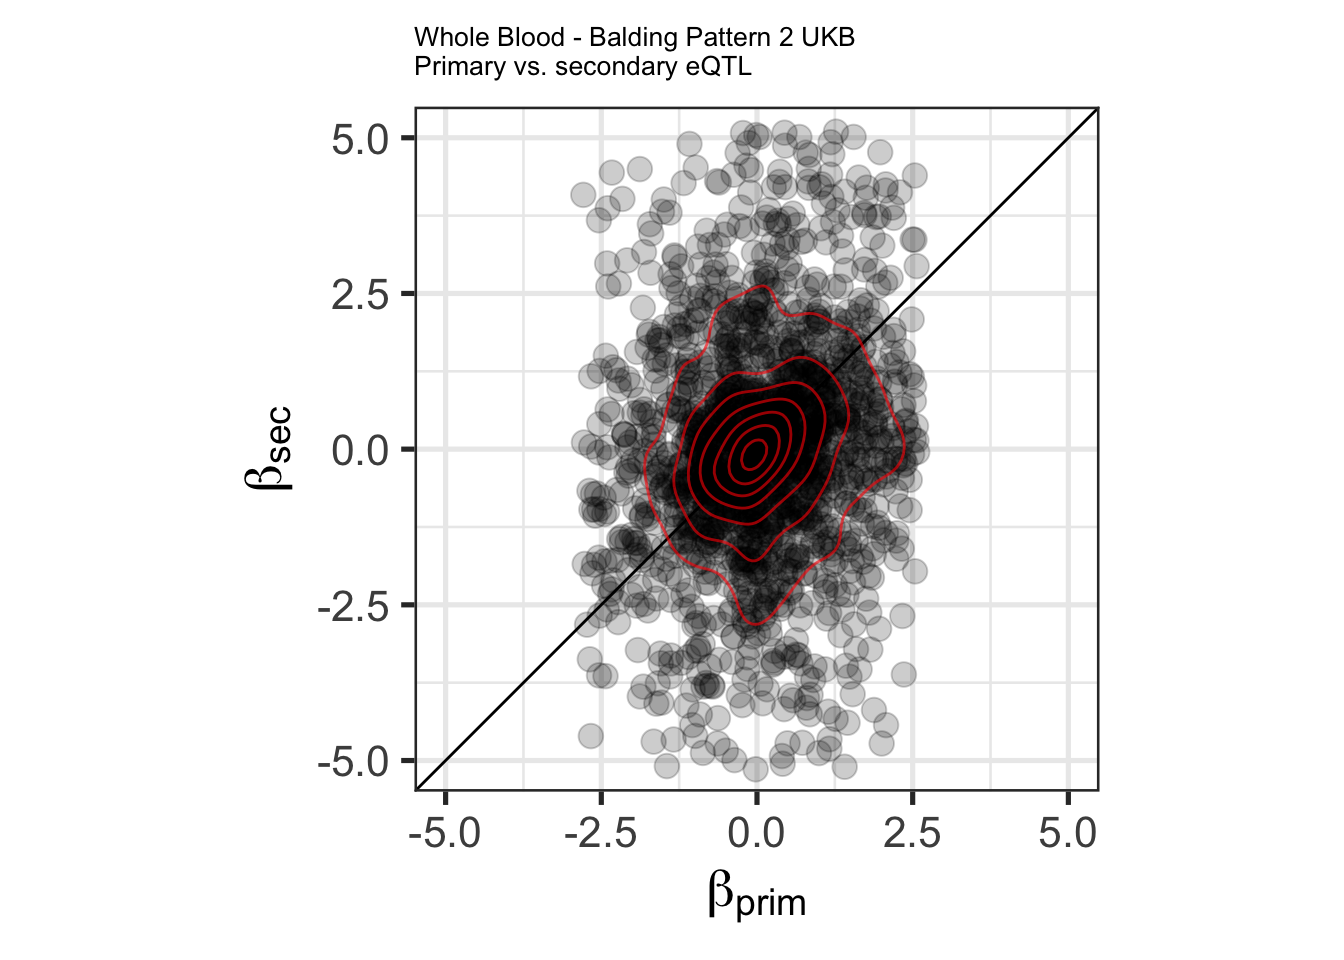 Whole Blood - Balding Pattern 2 UKB
Primary vs. secondary eQTL
5.0
2.5
0.0
-2.5
-5.0
βsec
-5.0 -2.5 0.0 2.5 5.0
βprim